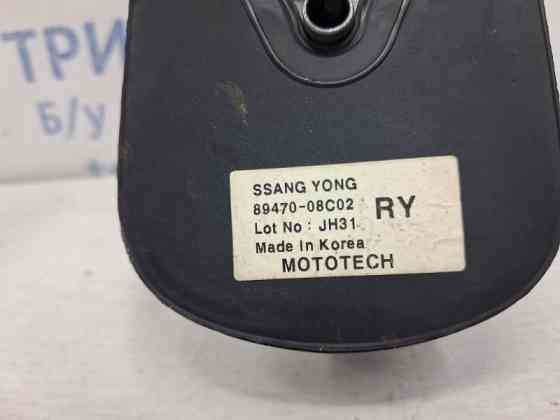 ТРИ
Б/У
SSANG YONG
89470-08C02
RY
Lot No : JH31
Made In Korea
MOTOTECH